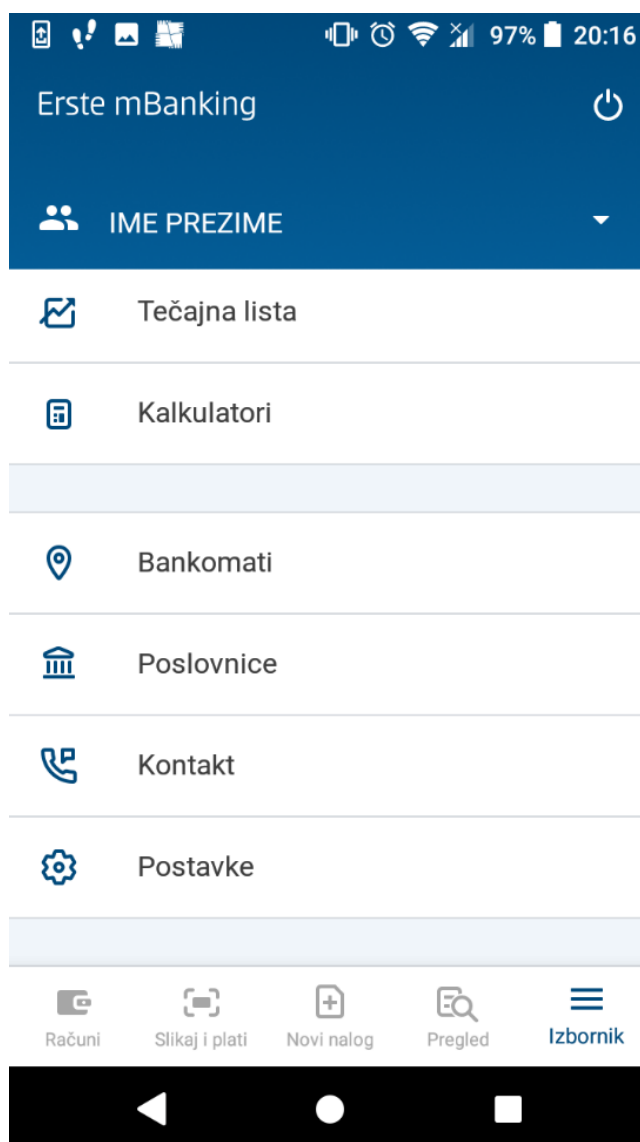 97% 20:16
Erste mBanking
IME PREZIME
Tečajna lista
Kalkulatori
Bankomati
Poslovnice
Kontakt
Postavke
Računi Slikaj i plati Novi nalog Pregled Izbornik